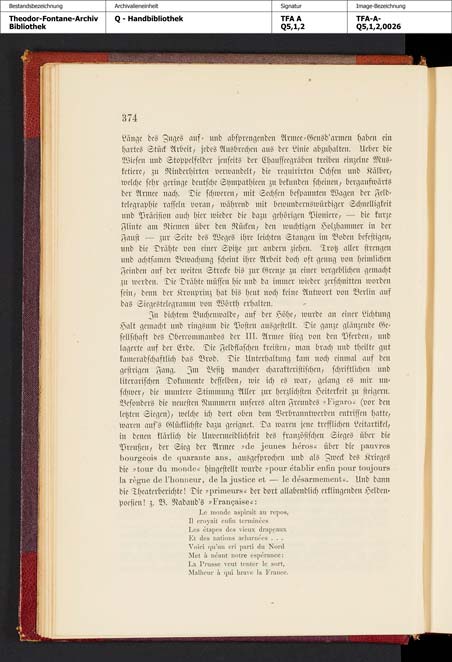 Bestandsbezeichnung Archivalieneinheit Signatur Image-Bezeichnung
Theodor-Fontane-Archiv Q - Handbibliothek TFA A TFA-A-
Bibliothek Q5,1,2 Q5,1,2,0026
374
Länge des Zuges auf- und absprengenden Armee-Gensd'armen haben ein
hartes Stück Arbeit, jedes Ausbrechen aus der Linie abzuhalten. Ueber die
Wiesen und Stoppelfelder jenseits der Chausseegräben treiben einzelne Mus-
ketiere, zu Rinderhirten verwandelt, die requirirten Ochsen und Kälber,
welche sehr geringe deutsche Sympathieen zu bekunden scheinen, bergaufwärts
der Armee nach. Die schweren, mit Sechsen bespannten Wagen der Feld-
telegraphie rasseln voran, während mit bewundernswürdiger Schnelligkeit
und Präcision auch hier wieder die dazu gehörigen Pioniere, — die kurze
Flinte am Riemen über den Rücken, den wuchtigen Holzhammer in der
Faust — zur Seite des Weges ihre leichten Stangen im Boden befestigen,
und die Drähte von einer Spitze zur andern ziehen. Trotz aller strengen
und achtsamen Bewachung scheint ihre Arbeit doch oft genug von heimlichen
Feinden auf der weiten Strecke bis zur Grenze zu einer vergeblichen gemacht
zu werden. Die Drähte müssen hie und da immer wieder zerschnitten worden
sein, denn der Kronprinz hat bis heut noch keine Antwort von Berlin auf
das Siegestelegramm von Wörth erhalten.
In dichtem Buchenwalde, auf der Höhe, wurde an einer Lichtung
Halt gemacht und ringsum die Posten ausgestellt. Die ganze glänzende Ge-
sellschaft des Obercommandos der III. Armee stieg von den Pferden, und
lagerte auf der Erde. Die Feldflaschen kreisten, man brach und theilte gut
kameradschaftlich das Brod. Die Unterhaltung kam noch einmal auf den
gestrigen Fang. Im Besitz mancher charakteristischen, schriftlichen und
literarischen Dokumente desselben, wie ich es war, gelang es mir un-
schwer, die muntere Stimmung Aller zur herzlichsten Heiterkeit zu steigern.
Besonders die neuesten Nummern unseres alten Freundes »Figaro« (vor den
letzten Siegen), welche ich dort oben dem Verbranntwerden entrissen hatte,
waren auf's Glücklichste dazu geeignet. Da waren jene trefflichen Leitartikel,
in denen klärlich die Unvermeidlichkeit des französischen Sieges über die
Preußen, der Sieg der Armee »de jeunes héros« über die pauvres
bourgeois de quarante ans, ausgesprochen und als Zweck des Krieges
die »tour du monde« hingestellt wurde »pour établir enfin pour toujours
la règne de l'honneur, de la justice et — le désarmement«. Und dann
die Theaterberichte! Die »primeurs« der dort allabendlich erklingenden Helden-
poesien! z. B. Nadaud's »Française«:
Le monde aspirait au repos,
Il croyait enfin terminées
Les étapes des vieux drapeaux
Et des nations acharnées . . .
Voici qu'un cri parti du Nord
Met à néant notre espérance:
La Prusse veut tenter le sort,
Malheur à qui brave la France.